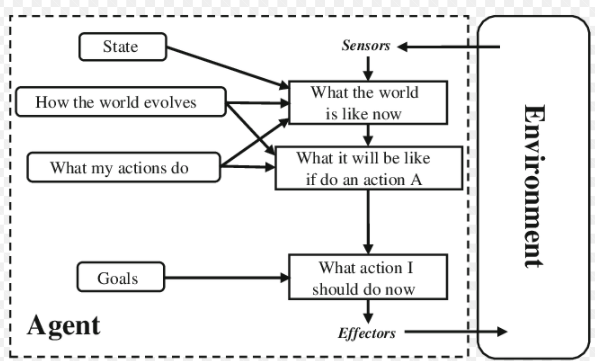 State
Sensors
How the world evolves
What the world
is like now
What my actions do
What it will be like
if do an action A
Goals
What action I
should do now
Agent
Effectors
Environment